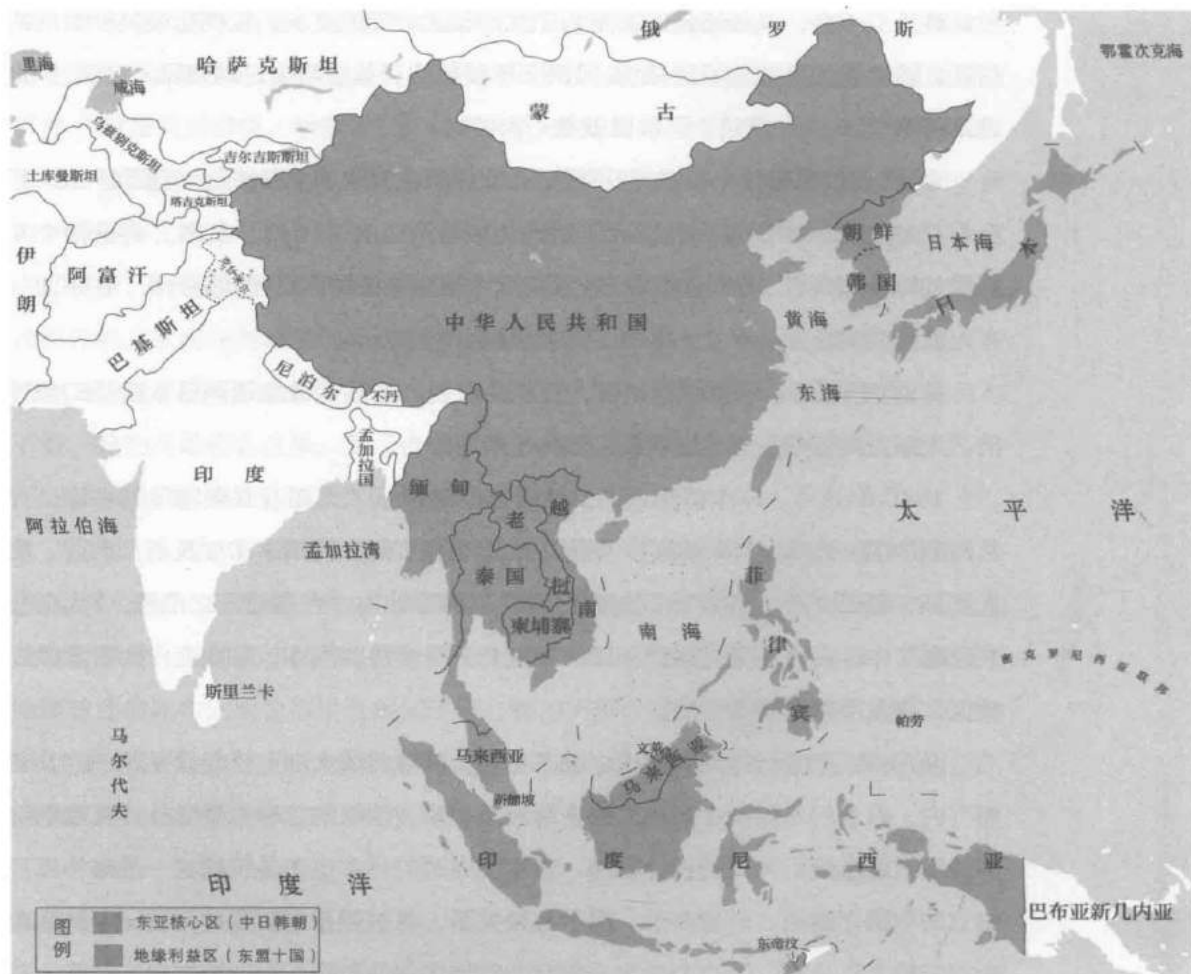 俄罗斯
鄂霍次克海
黑海
哈萨克斯坦
咸海
蒙古
乌兹别克斯坦
吉尔吉斯斯坦
土库曼斯坦
塔吉克斯坦
朝鲜
日本海
日本
伊朗
阿富汗
韩国
巴基斯坦
中华人民共和国
黄海
尼泊尔
不丹
东海
孟加拉国
印度
缅甸
老挝
越南
太平洋
阿拉伯海
孟加拉湾
泰国
菲律宾
柬埔寨
南海
斯里兰卡
帕劳
马尔代夫
马来西亚
文莱
马来西亚
新加坡
印度尼西亚
印度洋
巴布亚新几内亚
东帝汶
图例
东亚核心区(中日韩朝)
地缘利益区(东盟十国)